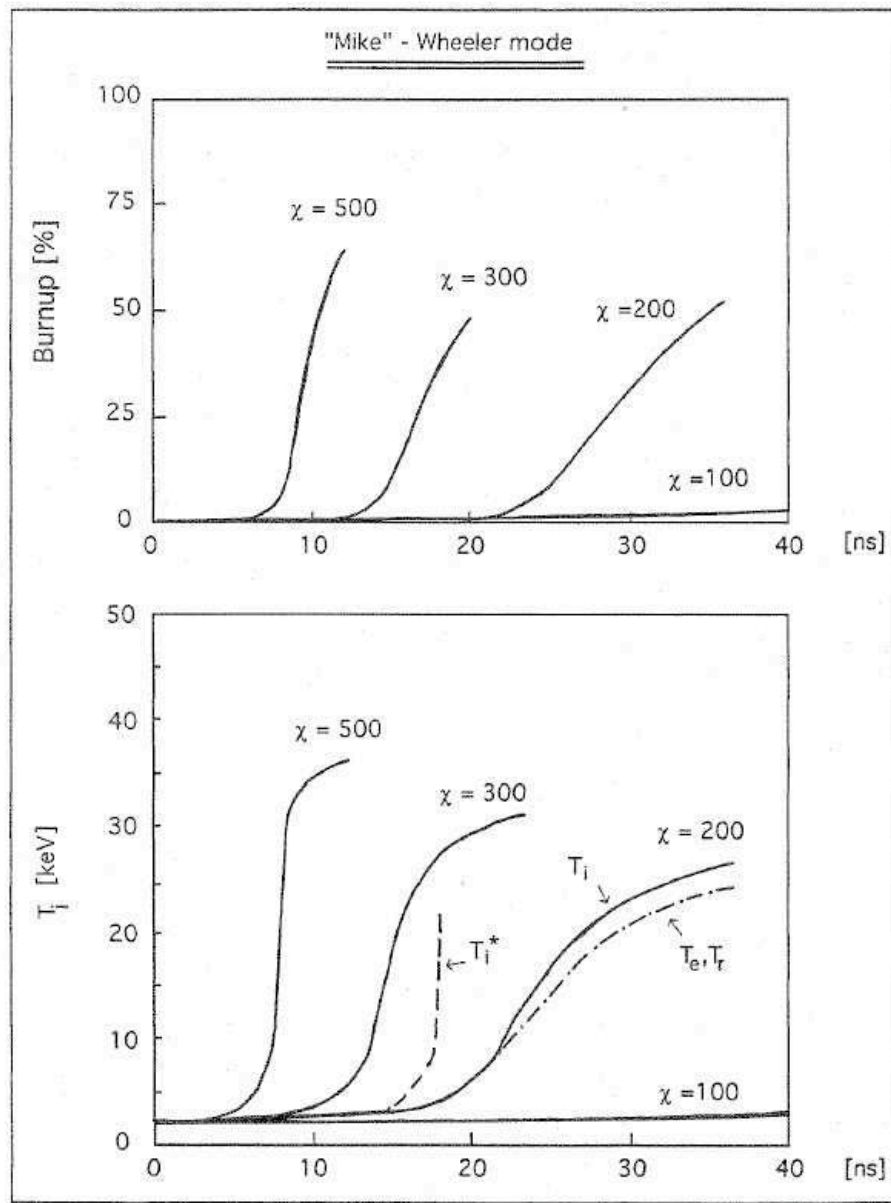 "Mike" - Wheeler mode
100
75
50
25
0
Burnup [%]
χ = 500
χ = 300
χ =200
χ =100
0
10
20
30
40
[ns]
50
40
30
20
10
0
T_i [keV]
χ = 500
χ = 300
χ = 200
T_i
T_i*
T_e,T_r
χ =100
0
10
20
30
40
[ns]